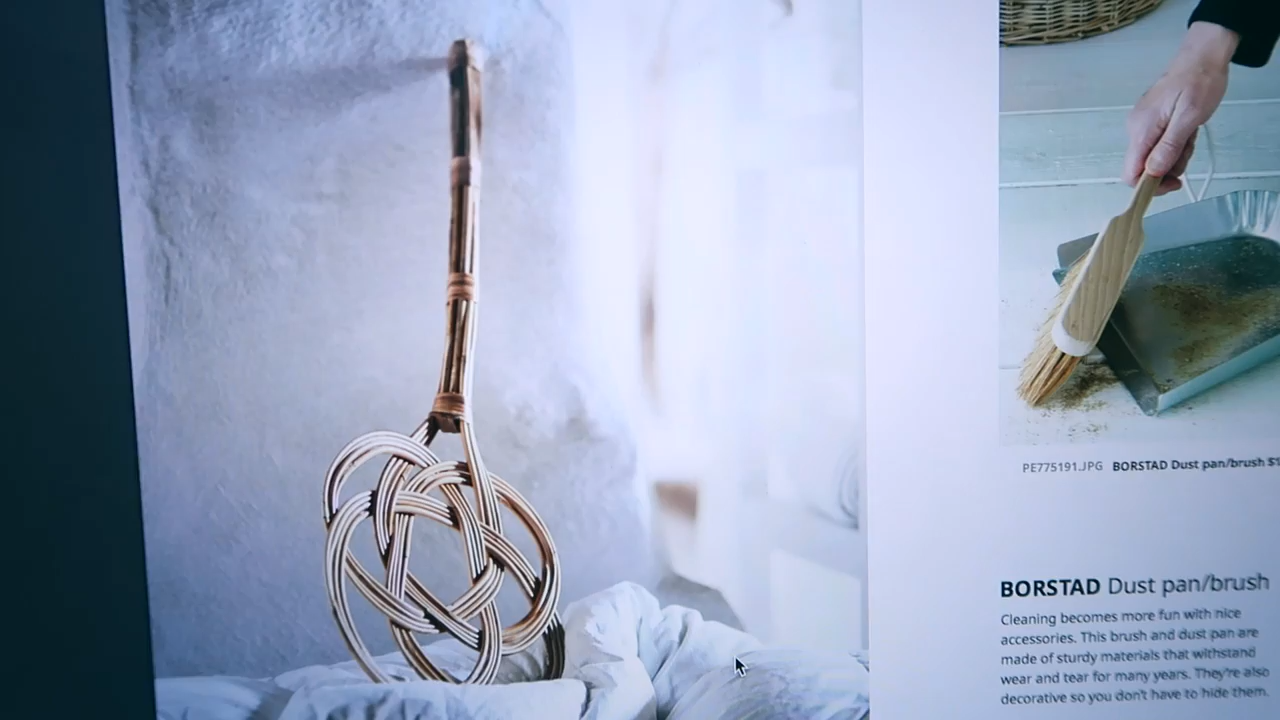 PE775191.JPG BORSTAD Dust pan/brush
BORSTAD Dust pan/brush
Cleaning becomes more fun with nice
accessories. This brush and dust pan are
made of sturdy materials that withstand
wear and tear for many years. They're also
decorative so you don't have to hide them.